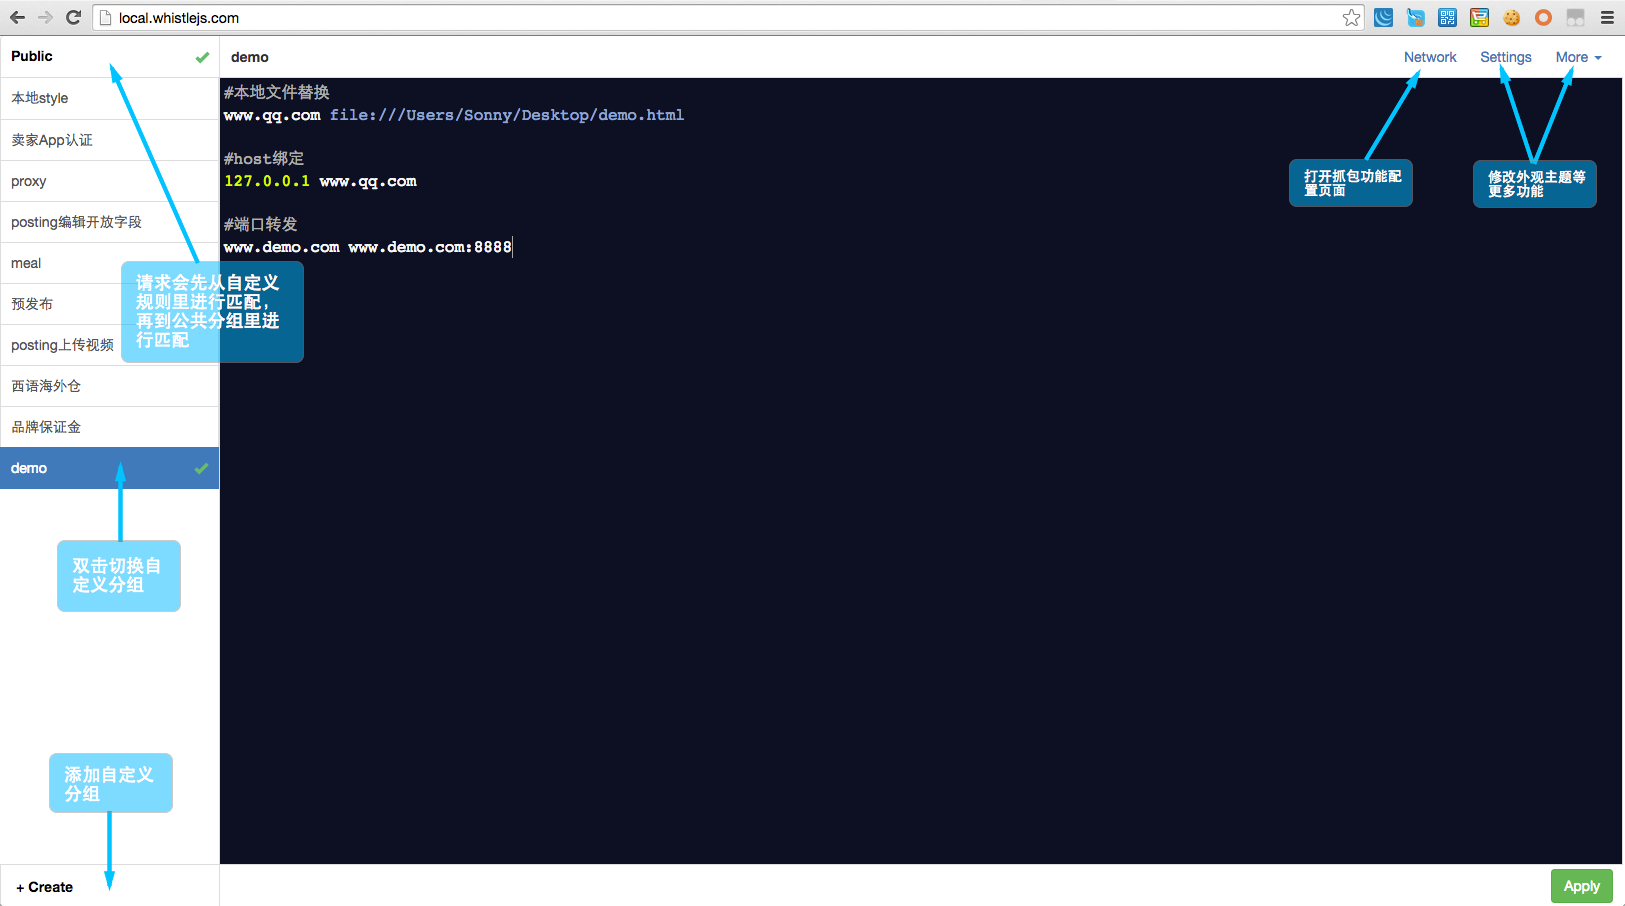 local.whistlejs.com
Public
demo
Network
Settings
More
本地style
卖家App认证
proxy
posting编辑开放字段
meal
预发布
posting上传视频
西语海外仓
品牌保证金
demo
#本地文件替换
www.qq.com file:///Users/Sonny/Desktop/demo.html
#host绑定
127.0.0.1 www.qq.com
#端口转发
www.demo.com www.demo.com:8888
打开抓包功能配
置页面
修改外观主题等
更多功能
请求会先从自定义
规则里进行匹配，
再到公共分组里进
行匹配
双击切换自
定义分组
添加自定义
分组
+ Create
Apply